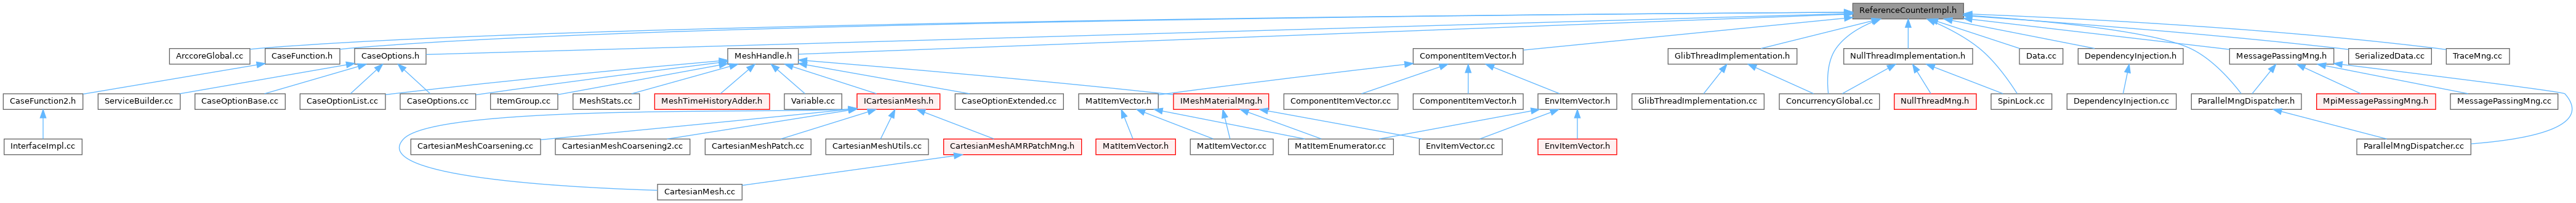 ReferenceCounterImpl.h
ArccoreGlobal.cc
CaseFunction.h
CaseOptions.h
MeshHandle.h
ComponentItemVector.h
GlibThreadImplementation.h
NullThreadImplementation.h
Data.cc
DependencyInjection.h
MessagePassingMng.h
SerializedData.cc
TraceMng.cc
CaseFunction2.h
ServiceBuilder.cc
CaseOptionBase.cc
CaseOptionList.cc
CaseOptions.cc
ItemGroup.cc
MeshStats.cc
MeshTimeHistoryAdder.h
Variable.cc
ICartesianMesh.h
CaseOptionExtended.cc
MatItemVector.h
IMeshMaterialMng.h
ComponentItemVector.cc
ComponentItemVector.h
EnvItemVector.h
GlibThreadImplementation.cc
ConcurrencyGlobal.cc
NullThreadMng.h
SpinLock.cc
DependencyInjection.cc
ParallelMngDispatcher.h
MpiMessagePassingMng.h
MessagePassingMng.cc
InterfaceImpl.cc
CartesianMeshCoarsening.cc
CartesianMeshCoarsening2.cc
CartesianMeshPatch.cc
CartesianMeshUtils.cc
CartesianMeshAMRPatchMng.h
MatItemVector.h
MatItemVector.cc
MatItemEnumerator.cc
EnvItemVector.cc
EnvItemVector.h
ParallelMngDispatcher.cc
CartesianMesh.cc